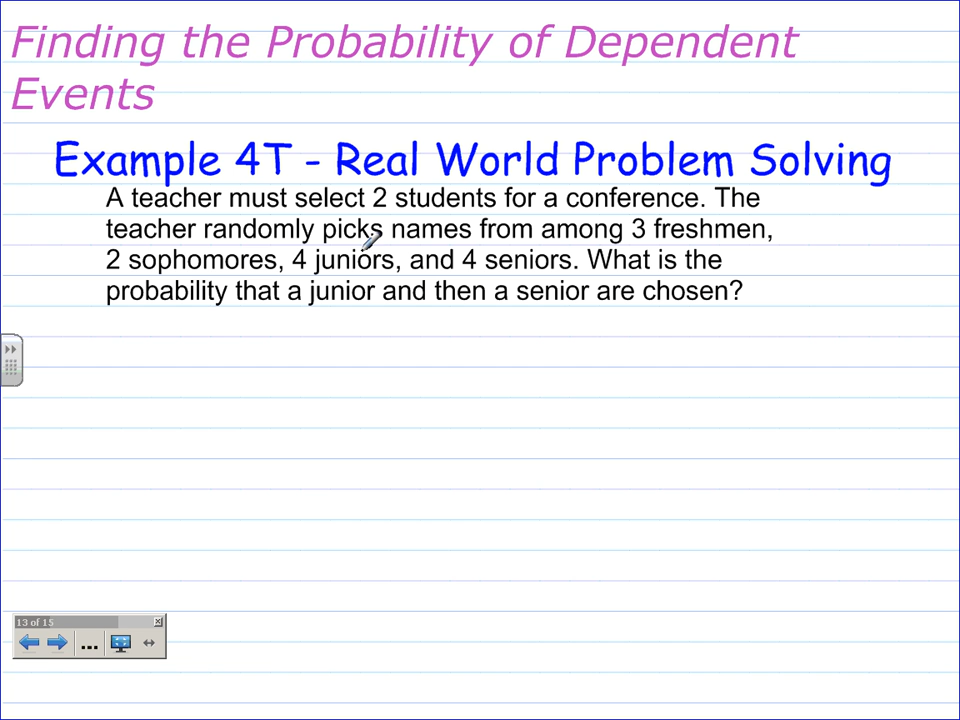 Finding the Probability of Dependent
Events
Example 4T - Real World Problem Solving
A teacher must select 2 students for a conference. The
teacher randomly picks names from among 3 freshmen,
2 sophomores, 4 juniors, and 4 seniors. What is the
probability that a junior and then a senior are chosen?
13 of 15
...